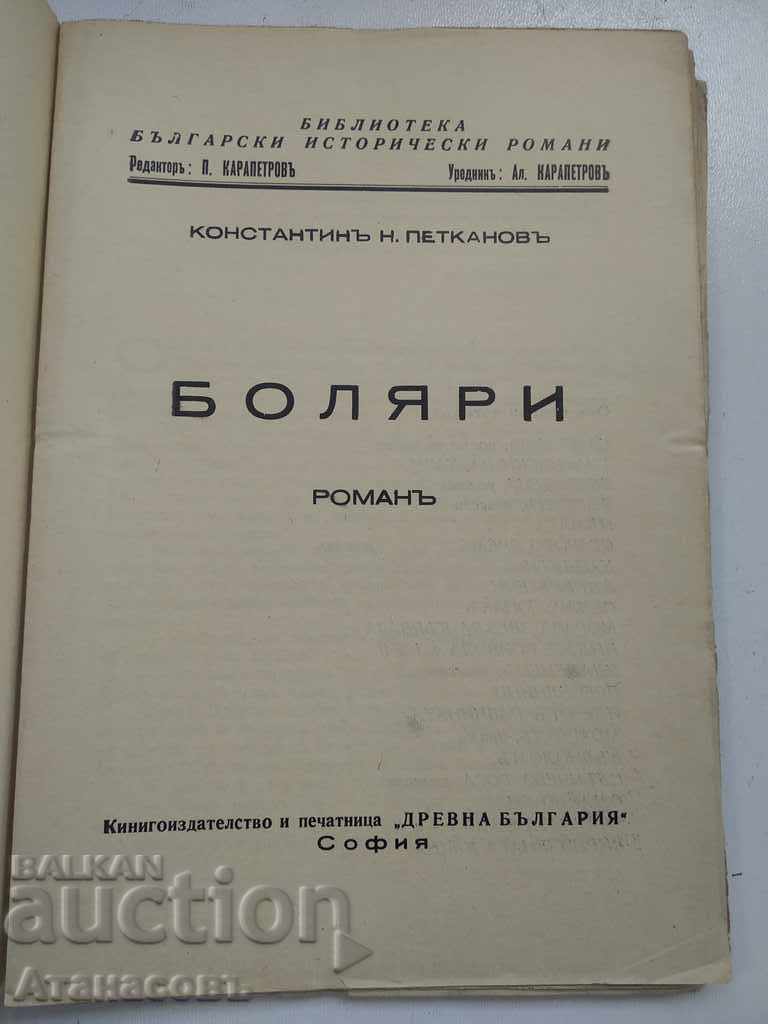 БИБЛИОТЕКА
БЪЛГАРСКИ ИСТОРИЧЕСКИ РОМАНИ
Редакторъ: П. КАРАПЕТРОВЪ Уредникъ: Ал. КАРАПЕТРОВЪ
КОНСТАНТИНЪ Н. ПЕТКАНОВЪ
БОЛЯРИ
РОМАНЪ
Кинигоиздателство и печатница „ДРЕВНА БЪЛГАРИЯ“
София
BALKAN
auction
Атанасовъ